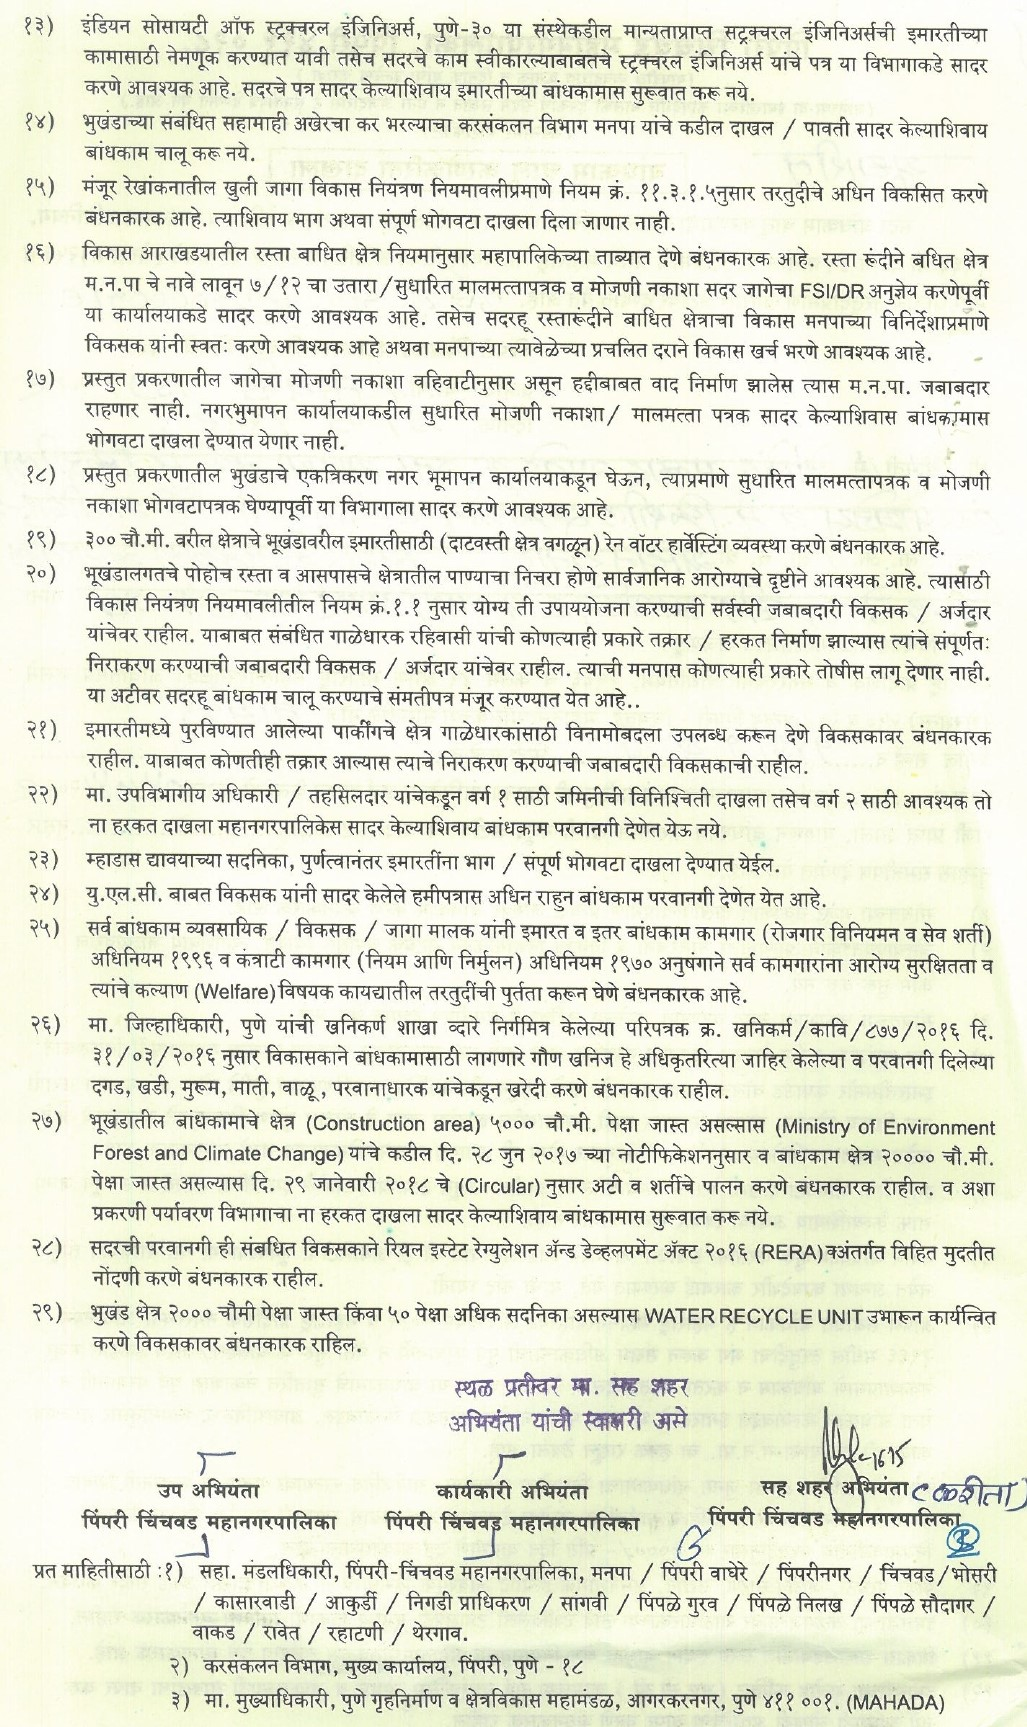 १३) इंडियन सोसायटी ऑफ स्ट्रक्चरल इंजिनिअर्स, पुणे-३० या संस्थेकडील मान्यताप्राप्त सट्रक्चरल इंजिनिअर्सची इमारतीच्या
कामासाठी नेमणूक करण्यात यावी तसेच सदरचे काम स्वीकारल्याबाबतचे स्ट्रक्चरल इंजिनिअर्स यांचे पत्र या विभागाकडे सादर
करणे आवश्यक आहे. सदरचे पत्र सादर केल्याशिवाय इमारतीच्या बांधकामास सुरूवात करू नये.
१४) भुखंडाच्या संबंधित सहामाही अखेरचा कर भरल्याचा करसंकलन विभाग मनपा यांचे कडील दाखल / पावती सादर केल्याशिवाय
बांधकाम चालू करू नये.
१५) मंजूर रेखांकनातील खुली जागा विकास नियत्रण नियमावलीप्रमाणे नियम क्रं. ११.३.१.५नुसार तरतुदीचे अधिन विकसित करणे
बंधनकारक आहे. त्याशिवाय भाग अथवा संपूर्ण भोगवटा दाखला दिला जाणार नाही.
१६) विकास आराखडयातील रस्ता बाधित क्षेत्र नियमानुसार महापालिकेच्या ताब्यात देणे बंधनकारक आहे. रस्ता रूंदीने बधित क्षेत्र
म.न.पा चे नावे लावून ७/१२ चा उतारा/सुधारित मालमत्तापत्रक व मोजणी नकाशा सदर जागेचा FSI/DR अनुज्ञेय करणेपूर्वी
या कार्यालयाकडे सादर करणे आवश्यक आहे. तसेच सदरहू रस्तारूंदीने बाधित क्षेत्राचा विकास मनपाच्या विनिर्देशाप्रमाणे
विकसक यांनी स्वतः करणे आवश्यक आहे अथवा मनपाच्या त्यावेळेच्या प्रचलित दराने विकास खर्च भरणे आवश्यक आहे.
१७) प्रस्तुत प्रकरणातील जागेचा मोजणी नकाशा वहिवाटीनुसार असून हद्दीबाबत वाद निर्माण झालेस त्यास म.न.पा. जबाबदार
राहणार नाही. नगरभुमापन कार्यालयाकडील सुधारित मोजणी नकाशा/ मालमत्ता पत्रक सादर केल्याशिवास बांधकामास
भोगवटा दाखला देण्यात येणार नाही.
१८) प्रस्तुत प्रकरणातील भुखंडाचे एकत्रिकरण नगर भूमापन कार्यालयाकडून घेऊन, त्याप्रमाणे सुधारित मालमत्तापत्रक व मोजणी
नकाशा भोगवटापत्रक घेण्यापूर्वी या विभागाला सादर करणे आवश्यक आहे.
१९) ३०० चौ.मी. वरील क्षेत्राचे भूखंडावरील इमारतीसाठी (दाटवस्ती क्षेत्र वगळून) रेन वॉटर हार्वेस्टिंग व्यवस्था करणे बंधनकारक आहे.
२०) भूखंडालगतचे पोहोच रस्ता व आसपासचे क्षेत्रातील पाण्याचा निचरा होणे सार्वजानिक आरोग्याचे दृष्टीने आवश्यक आहे. त्यासाठी
विकास नियत्रण नियमावलीतील नियम क्रं.१.१ नुसार योग्य ती उपाययोजना करण्याची सर्वस्वी जबाबदारी विकसक / अर्जदार
यांचेवर राहील. याबाबत संबंधित गाळेधारक रहिवासी यांची कोणत्याही प्रकारे तक्रार / हरकत निर्माण झाल्यास त्यांचे संपूर्णतः
निराकरण करण्याची जबाबदारी विकसक / अर्जदार यांचेवर राहील. त्याची मनपास कोणत्याही प्रकारे तोषीस लागू देणार नाही.
या अटीवर सदरहू बांधकाम चालू करण्याचे संमतीपत्र मंजूर करण्यात येत आहे..
२१) इमारतीमध्ये पुरविण्यात आलेल्या पार्कींगचे क्षेत्र गाळेधारकांसाठी विनामोबदला उपलब्ध करून देणे विकसकावर बंधनकारक
राहील. याबाबत कोणतीही तक्रार आल्यास त्याचे निराकरण करण्याची जबाबदारी विकसकाची राहील.
२२) मा. उपविभागीय अधिकारी / तहसिलदार यांचेकडून वर्ग १ साठी जमिनीची विनिश्चिती दाखला तसेच वर्ग २ साठी आवश्यक तो
ना हरकत दाखला महानगरपालिकेस सादर केल्याशिवाय बांधकाम परवानगी देणेत येऊ नये.
२३) म्हाडास द्यावयाच्या सदनिका, पुर्णत्वानंतर इमारतींना भाग / संपूर्ण भोगवटा दाखला देण्यात येईल.
२४) यु.एल.सी. बाबत विकसक यांनी सादर केलेले हमीपत्रास अधिन राहुन बांधकाम परवानगी देणेत येत आहे.
२५) सर्व बांधकाम व्यवसायिक / विकसक / जागा मालक यांनी इमारत व इतर बांधकाम कामगार (रोजगार विनियमन व सेव शर्ती)
अधिनियम १९९६ व कंत्राटी कामगार (नियम आणि निर्मुलन) अधिनियम १९७० अनुषंगाने सर्व कामगारांना आरोग्य सुरक्षितता व
त्यांचे कल्याण (Welfare) विषयक कायद्यातील तरतुदींची पुर्तता करून घेणे बंधनकारक आहे.
२६) मा. जिल्हाधिकारी, पुणे यांची खनिकर्ण शाखा व्दारे निर्गमित केलेल्या परिपत्रक क्र. खनिकर्म/कावि/८७७/२०१६ दि.
३१/०३/२०१६ नुसार विकासकाने बांधकामासाठी लागणारे गौण खनिज हे अधिकृतरित्या जाहिर केलेल्या व परवानगी दिलेल्या
दगड, खडी, मुरूम, माती, वाळू , परवानाधारक यांचेकडून खरेदी करणे बंधनकारक राहील.
२७) भूखंडातील बांधकामाचे क्षेत्र (Construction area) ५००० चौ.मी. पेक्षा जास्त असल्सास (Ministry of Environment
Forest and Climate Change) यांचे कडील दि. २८ जुन २०१७ च्या नोटीफिकेशननुसार व बांधकाम क्षेत्र २०००० चौ.मी.
पेक्षा जास्त असल्यास दि. २९ जानेवारी २०१८ चे (Circular) नुसार अटी व शर्तीचे पालन करणे बंधनकारक राहील. व अशा
प्रकरणी पर्यावरण विभागाचा ना हरकत दाखला सादर केल्याशिवाय बांधकामास सुरूवात करू नये.
२८) सदरची परवानगी ही संबधित विकसकाने रियल इस्टेट रेग्युलेशन ॲन्ड डेव्हलपमेंट ॲक्ट २०१६ (RERA) वअंतर्गत विहित मुदतीत
नोंदणी करणे बंधनकारक राहील.
२९) भुखंड क्षेत्र २००० चौमी पेक्षा जास्त किंवा ५० पेक्षा अधिक सदनिका असल्यास WATER RECYCLE UNIT उभारून कार्यन्वित
करणे विकसकावर बंधनकारक राहिल.
स्थळ प्रतीवर मा. सह शहर
अभियंता यांची स्वाक्षरी असे
उप अभियंता कार्यकारी अभियंता सह शहर अभियंता
पिंपरी चिंचवड महानगरपालिका पिंपरी चिंचवड महानगरपालिका पिंपरी चिंचवड महानगरपालिका
प्रत माहितीसाठी :१) सहा. मंडलधिकारी, पिंपरी-चिंचवड महानगरपालिका, मनपा / पिंपरी वाघेरे / पिंपरीनगर / चिंचवड/भोसरी
/ कासारवाडी / आकुर्डी / निगडी प्राधिकरण / सांगवी / पिंपळे गुरव / पिंपळे निलख / पिंपळे सौदागर /
वाकड / रावेत / रहाटणी / थेरगाव.
२) करसंकलन विभाग, मुख्य कार्यालय, पिंपरी, पुणे - १८
३) मा. मुख्याधिकारी, पुणे गृहनिर्माण व क्षेत्रविकास महामंडळ, आगरकरनगर, पुणे ४११ ००१. (MAHADA)